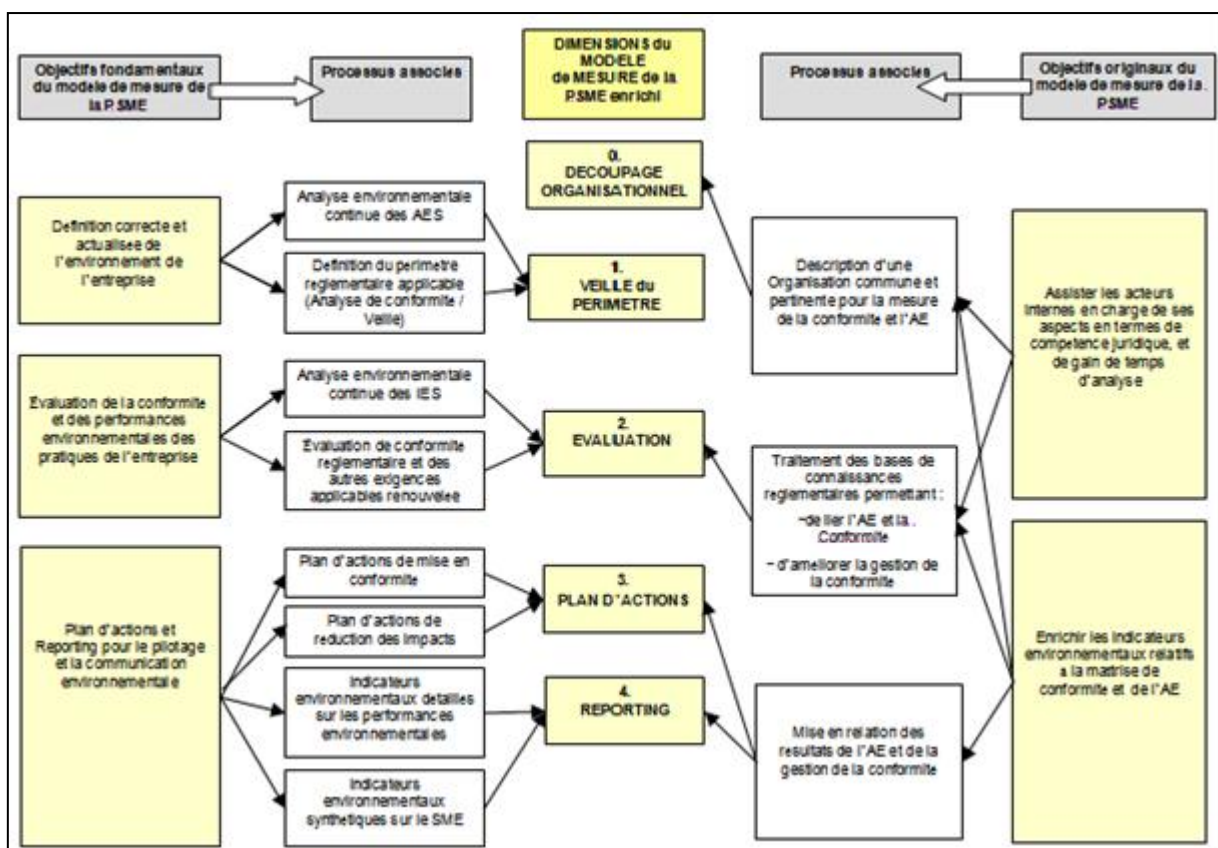 Objectifs fondamentaux
du modele de mesure de
la PSME
Processus associes
DIMENSIONS du
MODELE
de MESURE de la
PSME enrichi
Processus associes
Objectifs originaux du
modele de mesure de la.
PSME
Definition correcte et
actualisee de
l'environnement de
l'entreprise
Analyse environnementale
continue des AES
Definition du perimetre
reglementaire applicable
(Analyse de conformite /
Veille)
0.
DECOUPAGE
ORGANISATIONNEL
1.
VEILLE du
PERIMETRE
Description d'une
Organisation commune et
pertinente pour la mesure
de la conformite et l'AE
Assister les acteurs
internes en charge de ses
aspects en termes de
competence juridique, et
de gain de temps
d'analyse
Évaluation de la conformite
et des performances
environnementales des
pratiques de l'entreprise
Analyse environnementale
continue des IES
Évaluation de conformite
reglementaire et des
autres exigences
applicables renouvelee
2.
EVALUATION
Traitement des bases de
connaissances
reglementaires permettant :
-de lier l'AE et la.
Conformite
- d'ameliorer la gestion de
la conformite
Plan d'actions et
Reporting pour le pilotage
et la communication
environnementale
Plan d'actions de mise en
conformite
Plan d'actions de
reduction des impacts
Indicateurs
environnementaux detailles
sur les performances
environnementales
Indicateurs
environnementaux
synthetiques sur le SME
3.
PLAN D'ACTIONS
4.
REPORTING
Mise en relation des
resultats de l'AE et de la
gestion de la conformite
Enrichir les indicateurs
environnementaux relatifs
a la maitrise de
conformite et de l'AE